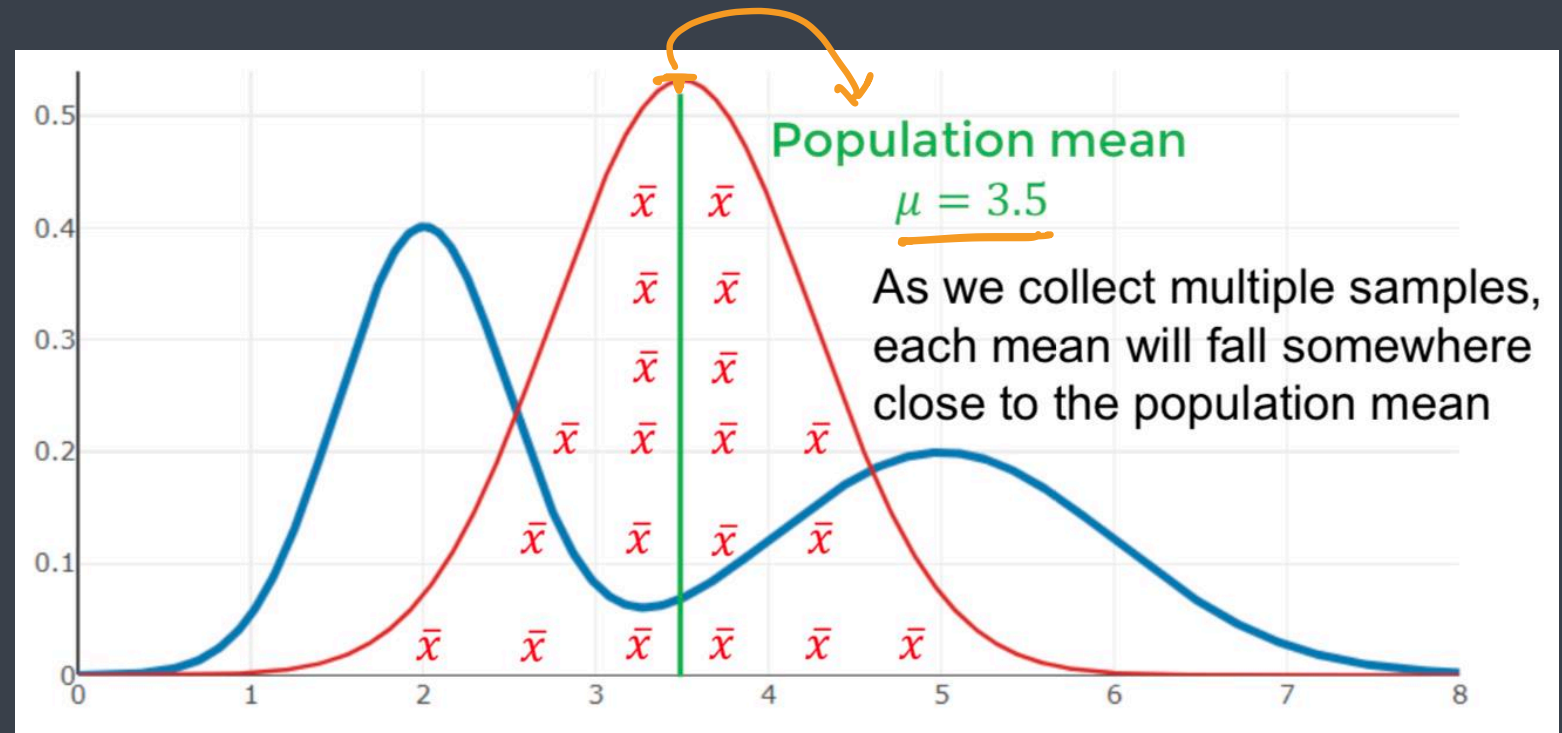 0.5
0.4
0.3
0.2
0.1
0
Population mean
μ = 3.5
As we collect multiple samples,
each mean will fall somewhere
close to the population mean
x̄ x̄
x̄ x̄
x̄ x̄
x̄ x̄ x̄ x̄
x̄ x̄ x̄ x̄
x̄ x̄ x̄ x̄ x̄ x̄
0 1 2 3 4 5 6 7 8